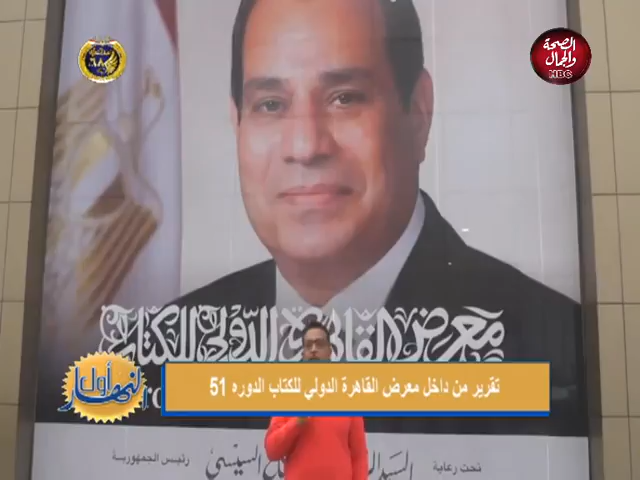 الصحة
والجمال
HBC
معرض القاهرة الدولي للكتاب
أول
نهار
تقرير من داخل معرض القاهرة الدولي للكتاب الدوره 51
تحت رعاية
السيسي
رئيس الجمهورية